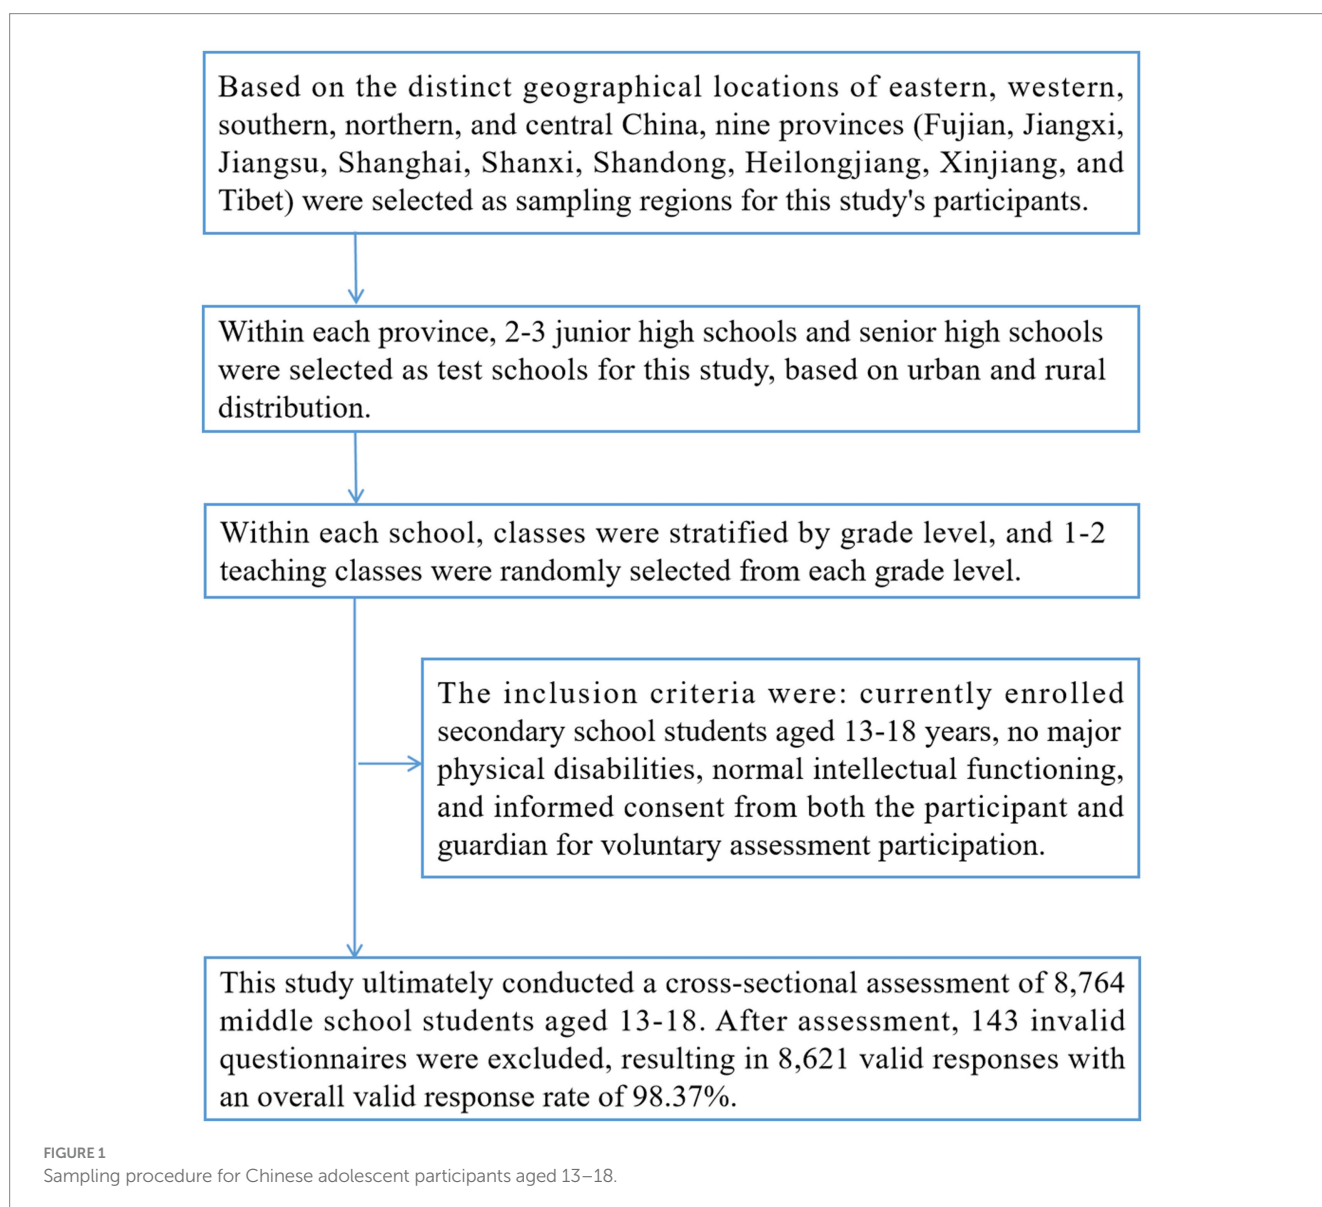 Based on the distinct geographical locations of eastern, western,
southern, northern, and central China, nine provinces (Fujian, Jiangxi,
Jiangsu, Shanghai, Shanxi, Shandong, Heilongjiang, Xinjiang, and
Tibet) were selected as sampling regions for this study's participants.
Within each province, 2-3 junior high schools and senior high schools
were selected as test schools for this study, based on urban and rural
distribution.
Within each school, classes were stratified by grade level, and 1-2
teaching classes were randomly selected from each grade level.
The inclusion criteria were: currently enrolled
secondary school students aged 13-18 years, no major
physical disabilities, normal intellectual functioning,
and informed consent from both the participant and
guardian for voluntary assessment participation.
This study ultimately conducted a cross-sectional assessment of 8,764
middle school students aged 13-18. After assessment, 143 invalid
questionnaires were excluded, resulting in 8,621 valid responses with
an overall valid response rate of 98.37%.
FIGURE 1
Sampling procedure for Chinese adolescent participants aged 13–18.